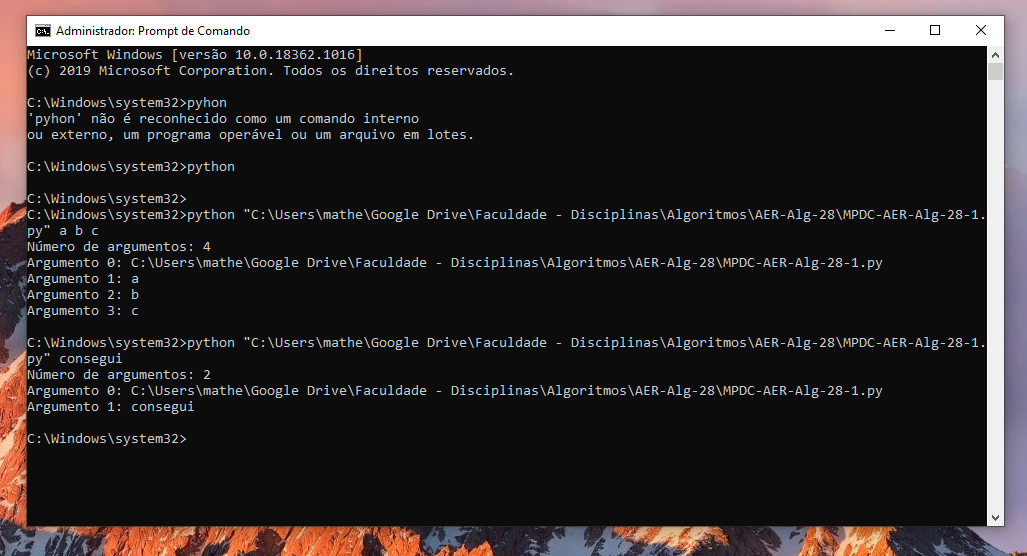 Administrador: Prompt de Comando
Microsoft Windows [versão 10.0.18362.1016]
(c) 2019 Microsoft Corporation. Todos os direitos reservados.
C:\Windows\system32>pyhon
'pyhon' não é reconhecido como um comando interno
ou externo, um programa operável ou um arquivo em lotes.
C:\Windows\system32>python
C:\Windows\system32>
C:\Windows\system32>python "C:\Users\mathe\Google Drive\Faculdade - Disciplinas\Algoritmos\AER-Alg-28\MPDC-AER-Alg-28-1.
py" a b c
Número de argumentos: 4
Argumento 0: C:\Users\mathe\Google Drive\Faculdade - Disciplinas\Algoritmos\AER-Alg-28\MPDC-AER-Alg-28-1.py
Argumento 1: a
Argumento 2: b
Argumento 3: c
C:\Windows\system32>python "C:\Users\mathe\Google Drive\Faculdade - Disciplinas\Algoritmos\AER-Alg-28\MPDC-AER-Alg-28-1.
py" consegui
Número de argumentos: 2
Argumento 0: C:\Users\mathe\Google Drive\Faculdade - Disciplinas\Algoritmos\AER-Alg-28\MPDC-AER-Alg-28-1.py
Argumento 1: consegui
C:\Windows\system32>